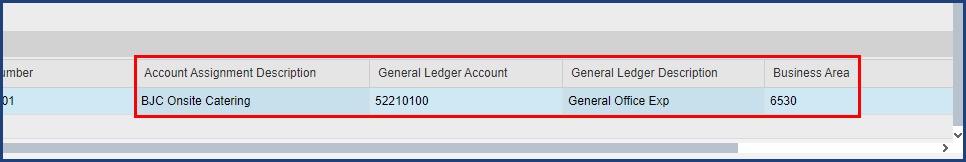 umber Account Assignment Description General Ledger Account General Ledger Description Business Area
01 BJC Onsite Catering 52210100 General Office Exp 6530